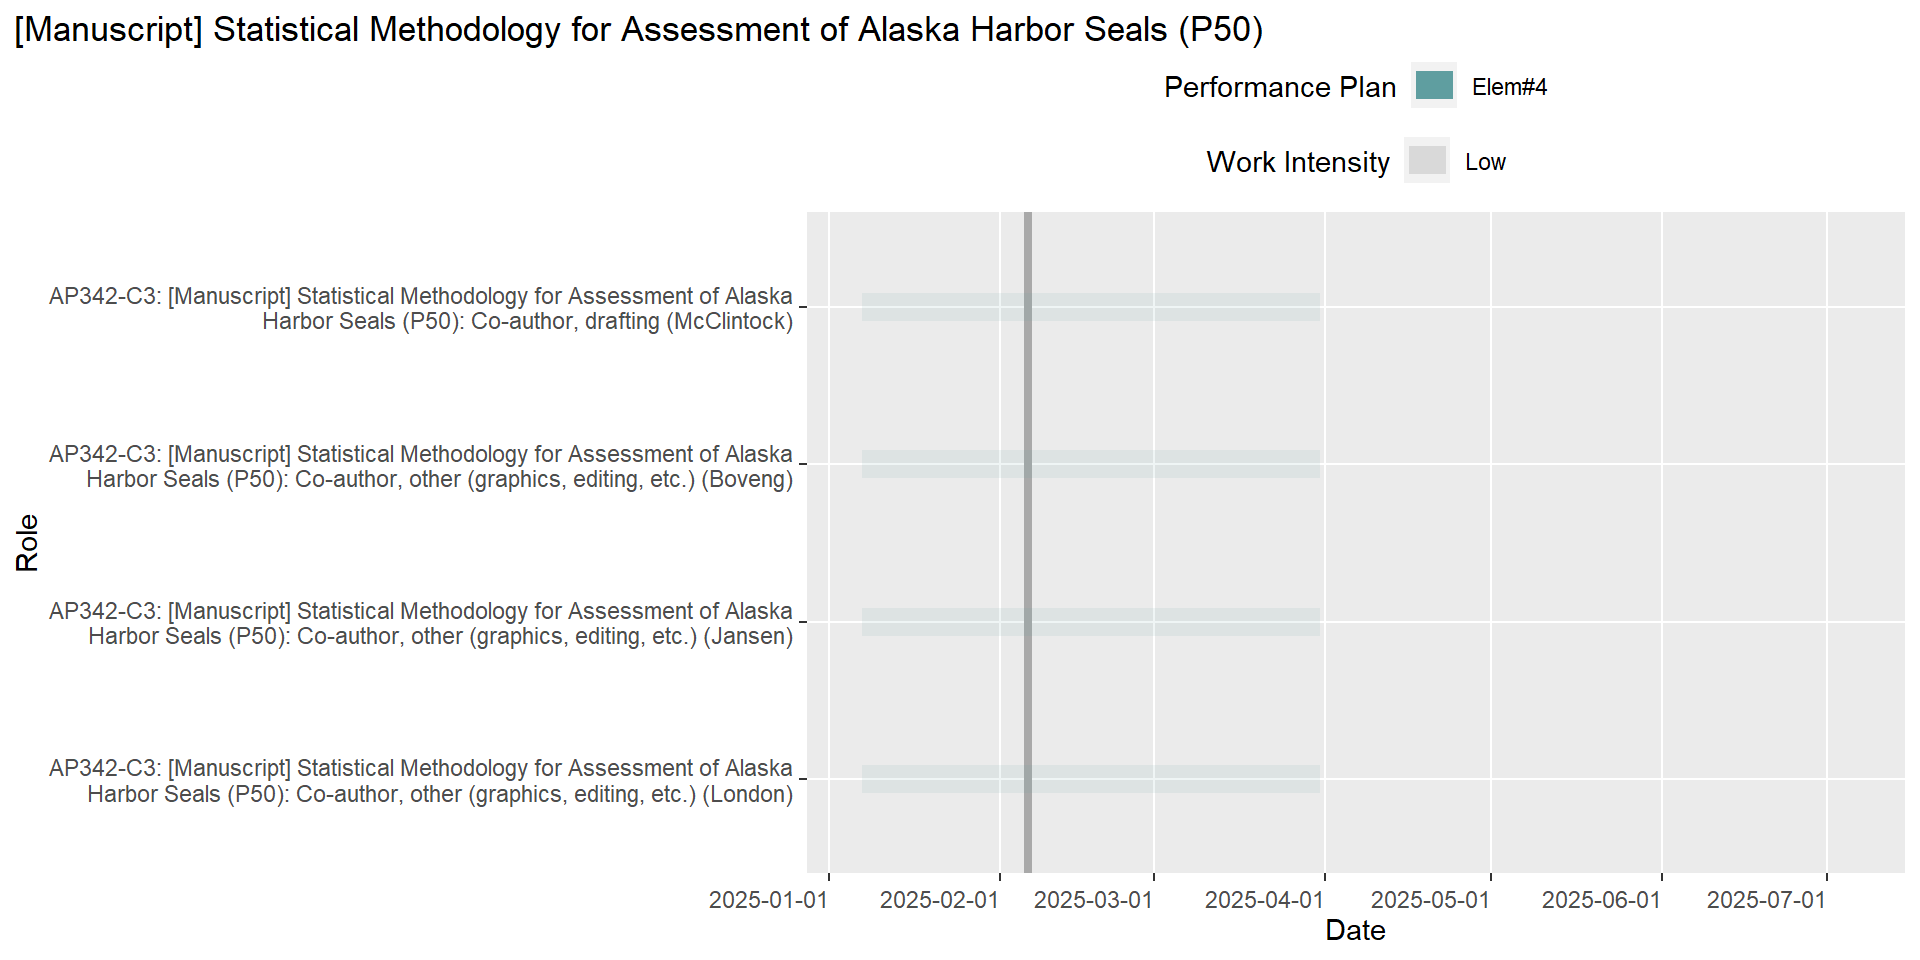 [Manuscript] Statistical Methodology for Assessment of Alaska Harbor Seals (P50)
Performance Plan
Elem#4
Work Intensity
Low
AP342-C3: [Manuscript] Statistical Methodology for Assessment of Alaska
Harbor Seals (P50): Co-author, drafting (McClintock)
AP342-C3: [Manuscript] Statistical Methodology for Assessment of Alaska
Harbor Seals (P50): Co-author, other (graphics, editing, etc.) (Boveng)
AP342-C3: [Manuscript] Statistical Methodology for Assessment of Alaska
Harbor Seals (P50): Co-author, other (graphics, editing, etc.) (Jansen)
AP342-C3: [Manuscript] Statistical Methodology for Assessment of Alaska
Harbor Seals (P50): Co-author, other (graphics, editing, etc.) (London)
Role
2025-01-01
2025-02-01
2025-03-01
2025-04-01
2025-05-01
2025-06-01
2025-07-01
Date